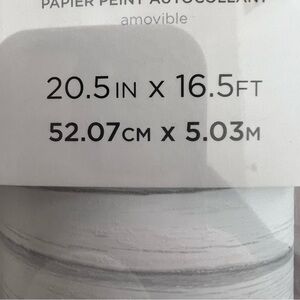 PAPIER PEINT AUTOCOLLANT
amovible
20.5IN X 16.5FT
52.07CM X 5.03M